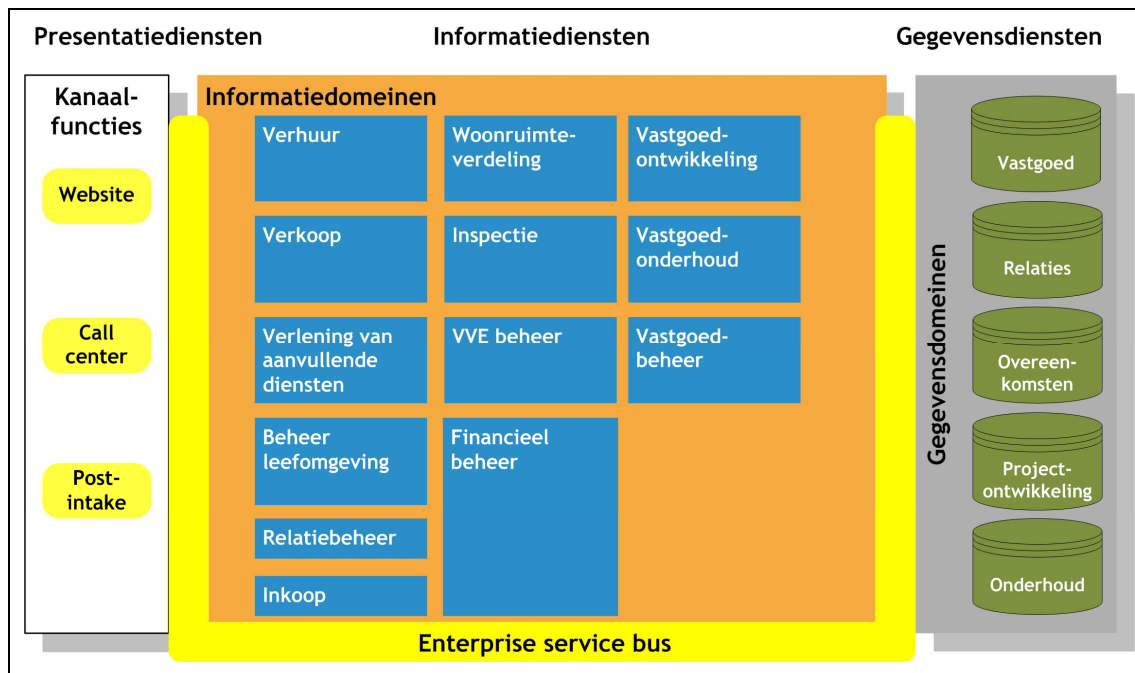 Presentatiediensten
Informatiediensten
Gegevensdiensten
Kanaal-
functies
Website
Call
center
Post-
intake
Informatiedomeinen
Verhuur
Woonruimte-
verdeling
Vastgoed-
ontwikkeling
Verkoop
Inspectie
Vastgoed-
onderhoud
Verlening van
aanvullende
diensten
VVE beheer
Vastgoed-
beheer
Beheer
leefomgeving
Financieel
beheer
Relatiebeheer
Inkoop
Enterprise service bus
Gegevensdomeinen
Vastgoed
Relaties
Overeen-
komsten
Project-
ontwikkeling
Onderhoud